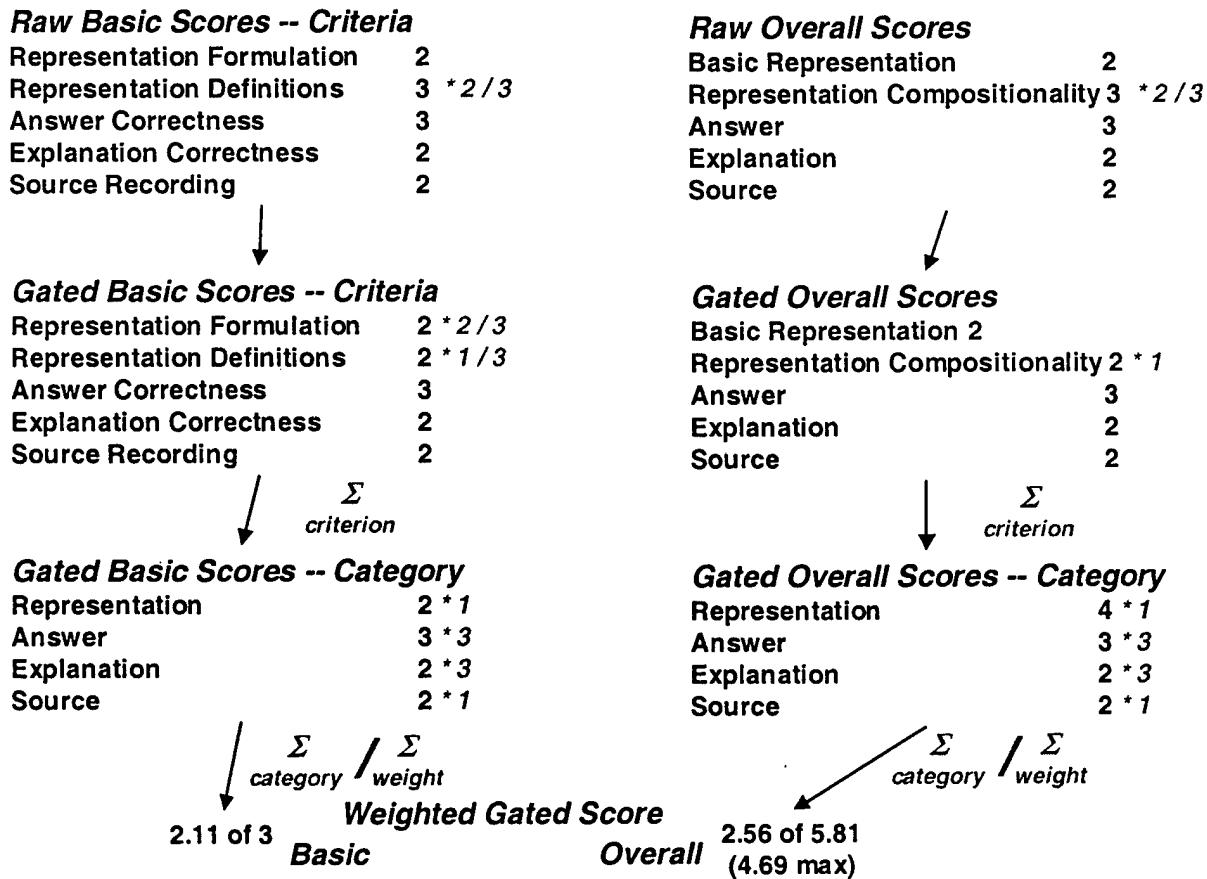 Raw Basic Scores -- Criteria
Representation Formulation 2
Representation Definitions 3 *2/3
Answer Correctness 3
Explanation Correctness 2
Source Recording 2
Gated Basic Scores -- Criteria
Representation Formulation 2 *2/3
Representation Definitions 2 *1/3
Answer Correctness 3
Explanation Correctness 2
Source Recording 2
Σ
criterion
Gated Basic Scores -- Category
Representation 2 *1
Answer 3 *3
Explanation 2 *3
Source 2 *1
Σ / Σ
category weight
Raw Overall Scores
Basic Representation 2
Representation Compositionality 3 *2/3
Answer 3
Explanation 2
Source 2
Gated Overall Scores
Basic Representation 2
Representation Compositionality 2 *1
Answer 3
Explanation 2
Source 2
Σ
criterion
Gated Overall Scores -- Category
Representation 4 *1
Answer 3 *3
Explanation 2 *3
Source 2 *1
Σ / Σ
category weight
Weighted Gated Score
2.11 of 3
Basic
Overall
2.56 of 5.81
(4.69 max)